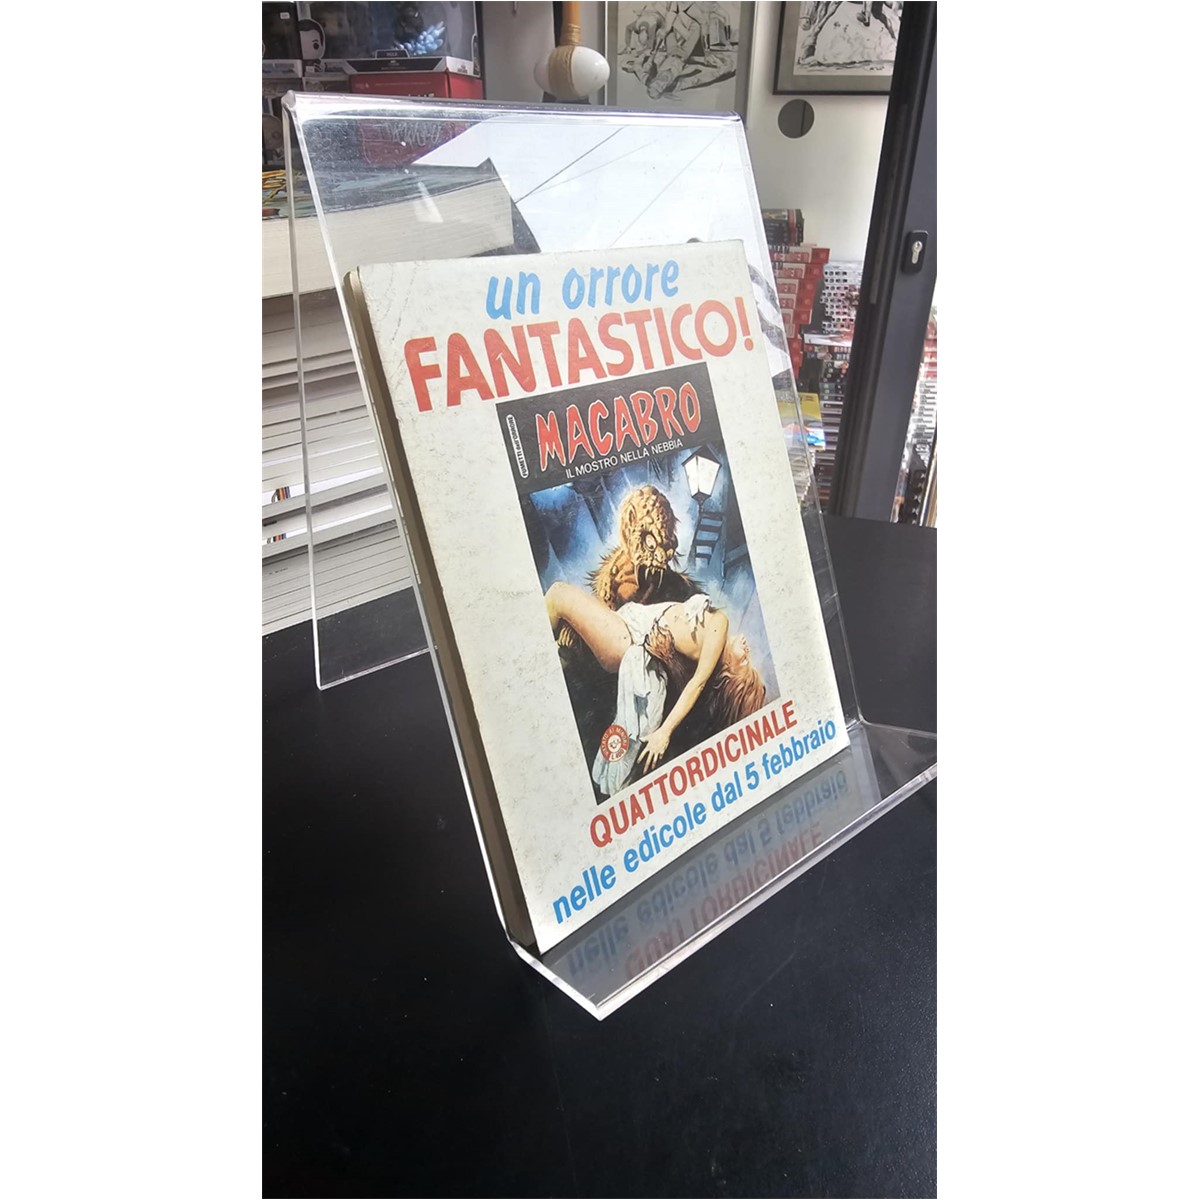 un orrore
FANTASTICO!
MACABRO
IL MOSTRO NELLA NEBBIA
QUATTORDICINALE
nelle edicole dal 5 febbraio